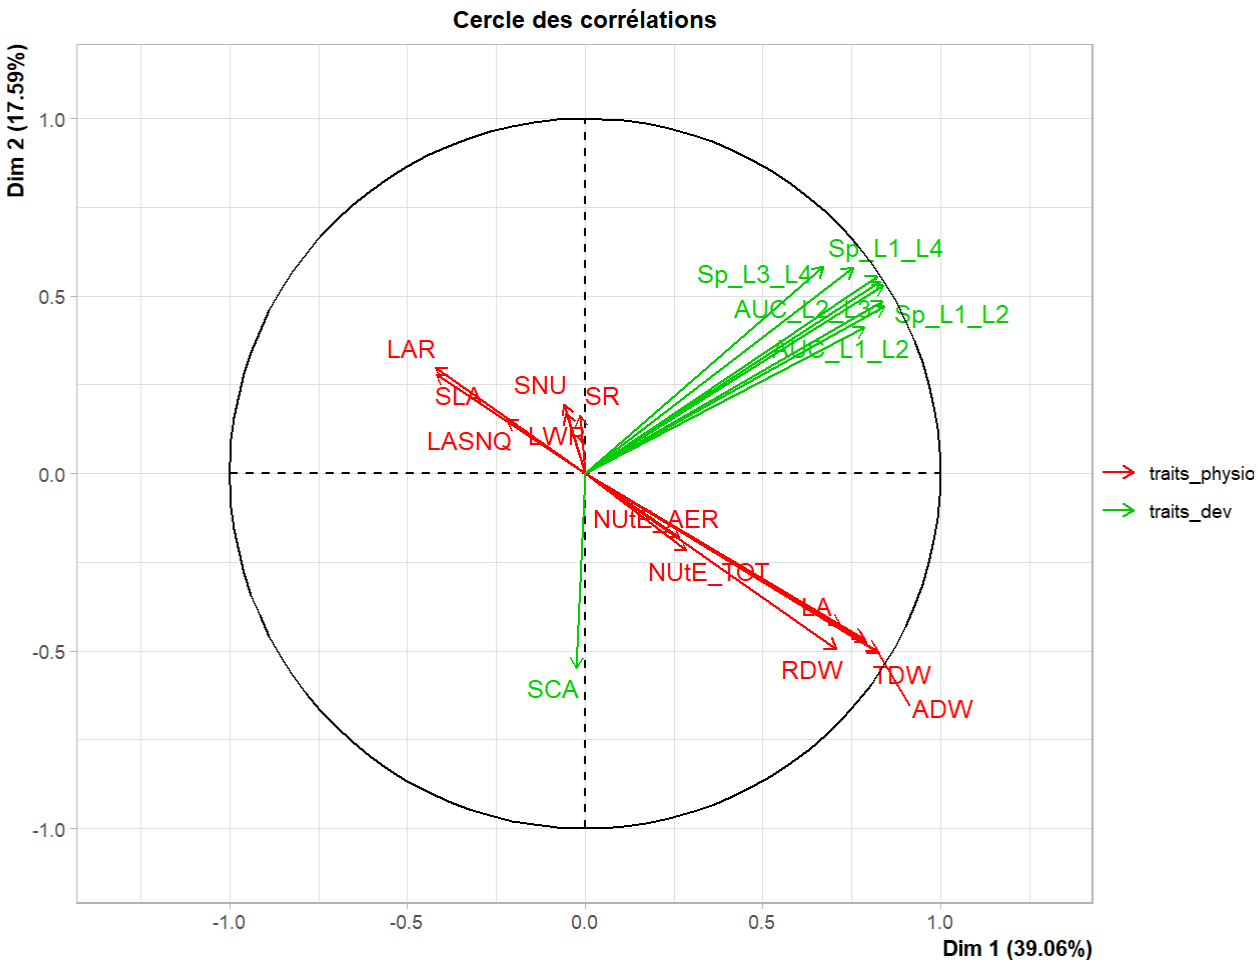 Cercle des corrélations
Dim 2 (17.59%)
1.0
0.5
0.0
-0.5
-1.0
Sp_L1_L4
Sp_L3_L4
AUC_L2_L3
Sp_L1_L2
AUC_L1_L2
LAR
SLA
SNU
SR
LASNQ
LWR
NUtE_AER
NUtE_TOT
LA
RDW
TDW
ADW
SCA
traits_physio
traits_dev
-1.0
-0.5
0.0
0.5
1.0
Dim 1 (39.06%)